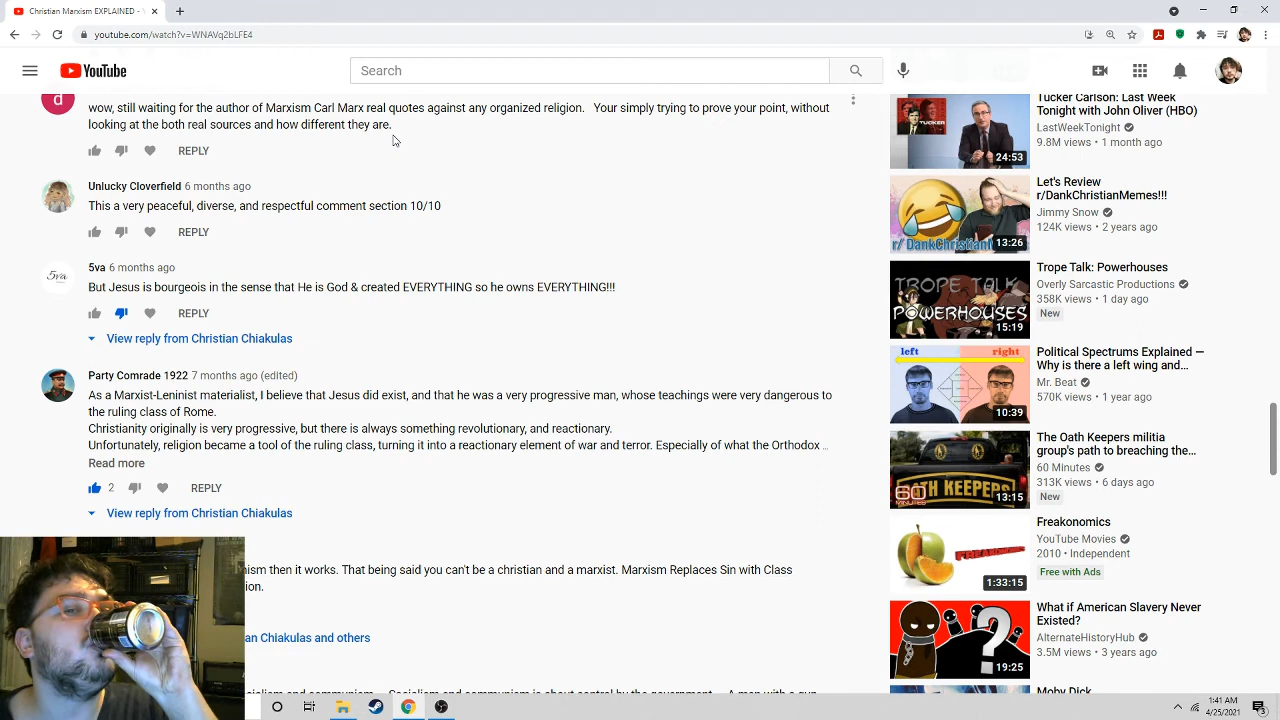 Christian Marxism EXPLAINED - 
youtube.com/watch?v=WNAVq2bLFE4
YouTube
Search
d
wow, still waiting for the author of Marxism Carl Marx real quotes against any organized religion. Your simply trying to prove your point, without
looking at the both real sources and how different they are.
REPLY
Unlucky Cloverfield 6 months ago
This a very peaceful, diverse, and respectful comment section 10/10
REPLY
5va
5va 6 months ago
But Jesus is bourgeois in the sense that He is God & created EVERYTHING so he owns EVERYTHING!!!
REPLY
View reply from Christian Chiakulas
Party Comrade 1922 7 months ago (edited)
As a Marxist-Leninist materialist, I believe that Jesus did exist, and that he was a very progressive man, whose teachings were very dangerous to
the ruling class of Rome.
Christianity originally is very progressive, but there is always something revolutionary, and reactionary.
Unfortunately, religion became a tool of the ruling class, turning it into a reactionary element of war and terror. Especially of what the Orthodox ...
Read more
2 REPLY
View reply from Christian Chiakulas
ism then it works. That being said you can't be a christian and a marxist. Marxism Replaces Sin with Class
ion.
an Chiakulas and others
TUCKER
24:53
Tucker Carlson: Last Week
Tonight with John Oliver (HBO)
LastWeekTonight
9.8M views • 1 month ago
r/DankChristian
13:26
Let's Review
r/DankChristianMemes!!!
Jimmy Snow
124K views • 2 years ago
TROPE TALK:
POWERHOUSES
15:19
Trope Talk: Powerhouses
Overly Sarcastic Productions
358K views • 1 day ago
New
left right
10:39
Political Spectrums Explained —
Why is there a left wing and...
Mr. Beat
570K views • 1 year ago
OATH KEEPERS
60
MINUTES
13:15
The Oath Keepers militia
group's path to breaching the...
60 Minutes
313K views • 6 days ago
New
FREAKONOMICS
1:33:15
Freakonomics
YouTube Movies
2010 • Independent
Free with Ads
?
19:25
What if American Slavery Never
Existed?
AlternateHistoryHub
3.5M views • 3 years ago
Moby Dick
1:41 AM
4/25/2021
3